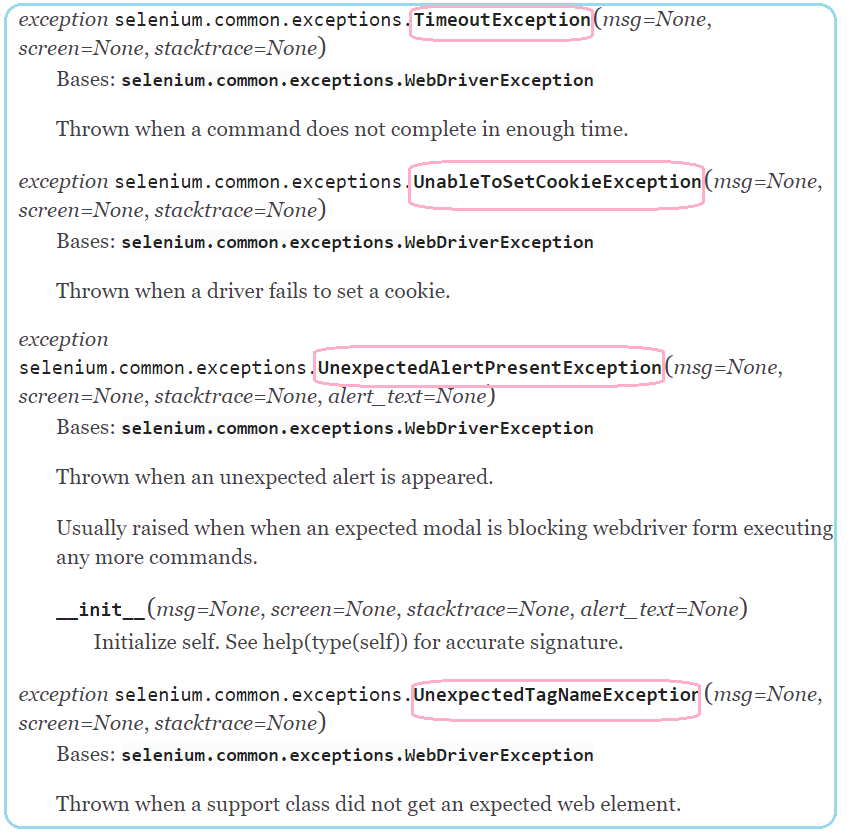 exception selenium.common.exceptions.TimeoutException(msg=None,
screen=None, stacktrace=None)
Bases: selenium.common.exceptions.WebDriverException
Thrown when a command does not complete in enough time.
exception selenium.common.exceptions.UnableToSetCookieException(msg=None,
screen=None, stacktrace=None)
Bases: selenium.common.exceptions.WebDriverException
Thrown when a driver fails to set a cookie.
exception
selenium.common.exceptions.UnexpectedAlertPresentException(msg=None,
screen=None, stacktrace=None, alert_text=None)
Bases: selenium.common.exceptions.WebDriverException
Thrown when an unexpected alert is appeared.
Usually raised when when an expected modal is blocking webdriver form executing
any more commands.
__init__(msg=None, screen=None, stacktrace=None, alert_text=None)
Initialize self. See help(type(self)) for accurate signature.
exception selenium.common.exceptions.UnexpectedTagNameException(msg=None,
screen=None, stacktrace=None)
Bases: selenium.common.exceptions.WebDriverException
Thrown when a support class did not get an expected web element.